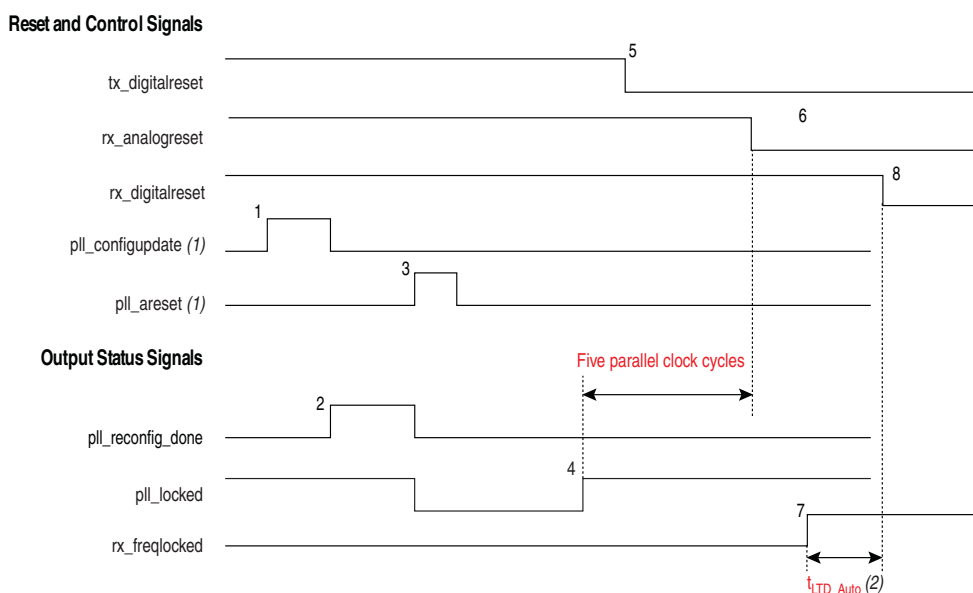 Reset and Control Signals
5
tx_digitalreset
6
rx_analogreset
8
rx_digitalreset
1
pll_configupdate (1)
3
pll_areset (1)
Output Status Signals
Five parallel clock cycles
2
pll_reconfig_done
4
pll_locked
7
rx_freqlocked
tLTD_Auto (2)